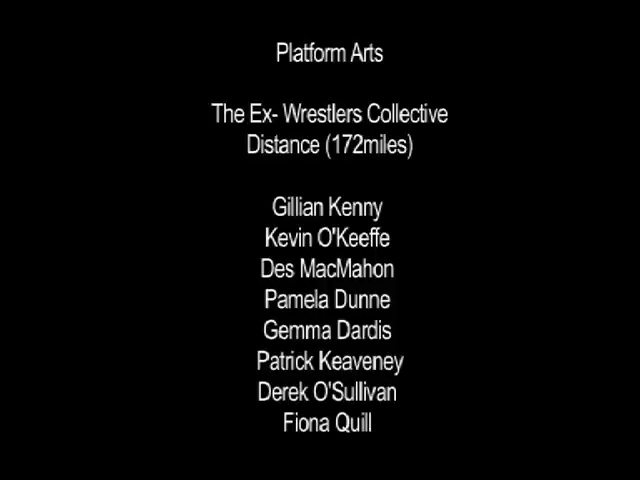 Platform Arts
The Ex- Wrestlers Collective
Distance (172miles)
Gillian Kenny
Kevin O'Keeffe
Des MacMahon
Pamela Dunne
Gemma Dardis
Patrick Keaveney
Derek O'Sullivan
Fiona Quill